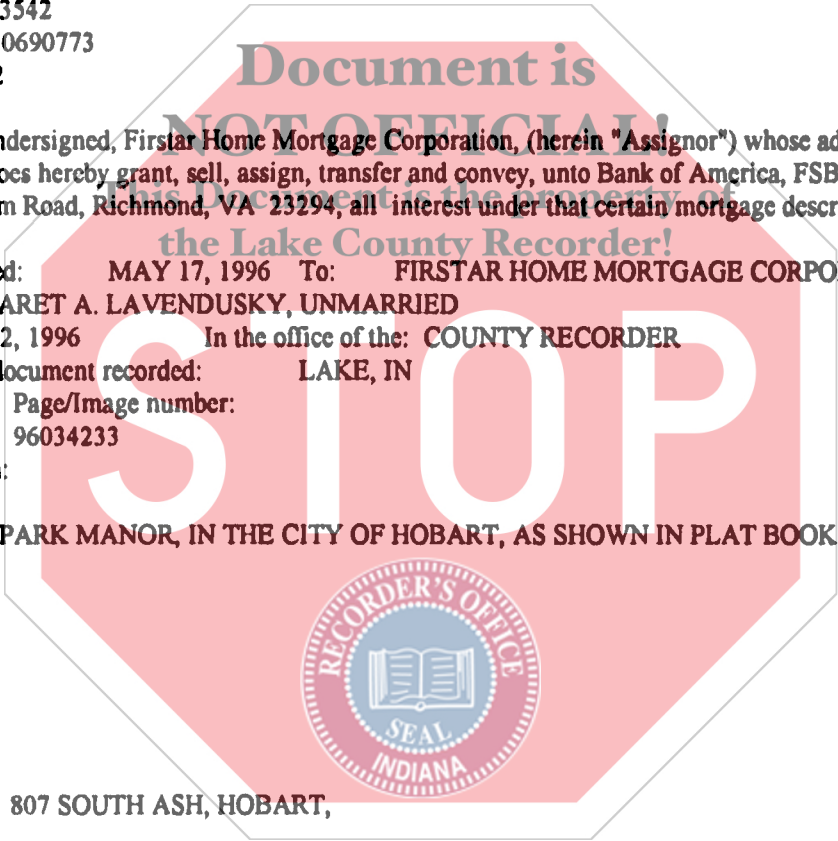 3542
0690773
2
Document is
NOT OFFICIAL!
ndersigned, Firstar Home Mortgage Corporation, (herein "Assignor") whose ad
oes hereby grant, sell, assign, transfer and convey, unto Bank of America, FSB
This Document is the property of
m Road, Richmond, VA 23294, all interest under that certain mortgage descr
the Lake County Recorder!
d: MAY 17, 1996 To: FIRSTAR HOME MORTGAGE CORPO
ARET A. LAVENDUSKY, UNMARRIED
2, 1996 In the office of the: COUNTY RECORDER
document recorded: LAKE, IN
Page/Image number:
96034233
STOP
PARK MANOR, IN THE CITY OF HOBART, AS SHOWN IN PLAT BOOK
RECORDER'S OFFICE
SEAL
INDIANA
807 SOUTH ASH, HOBART,